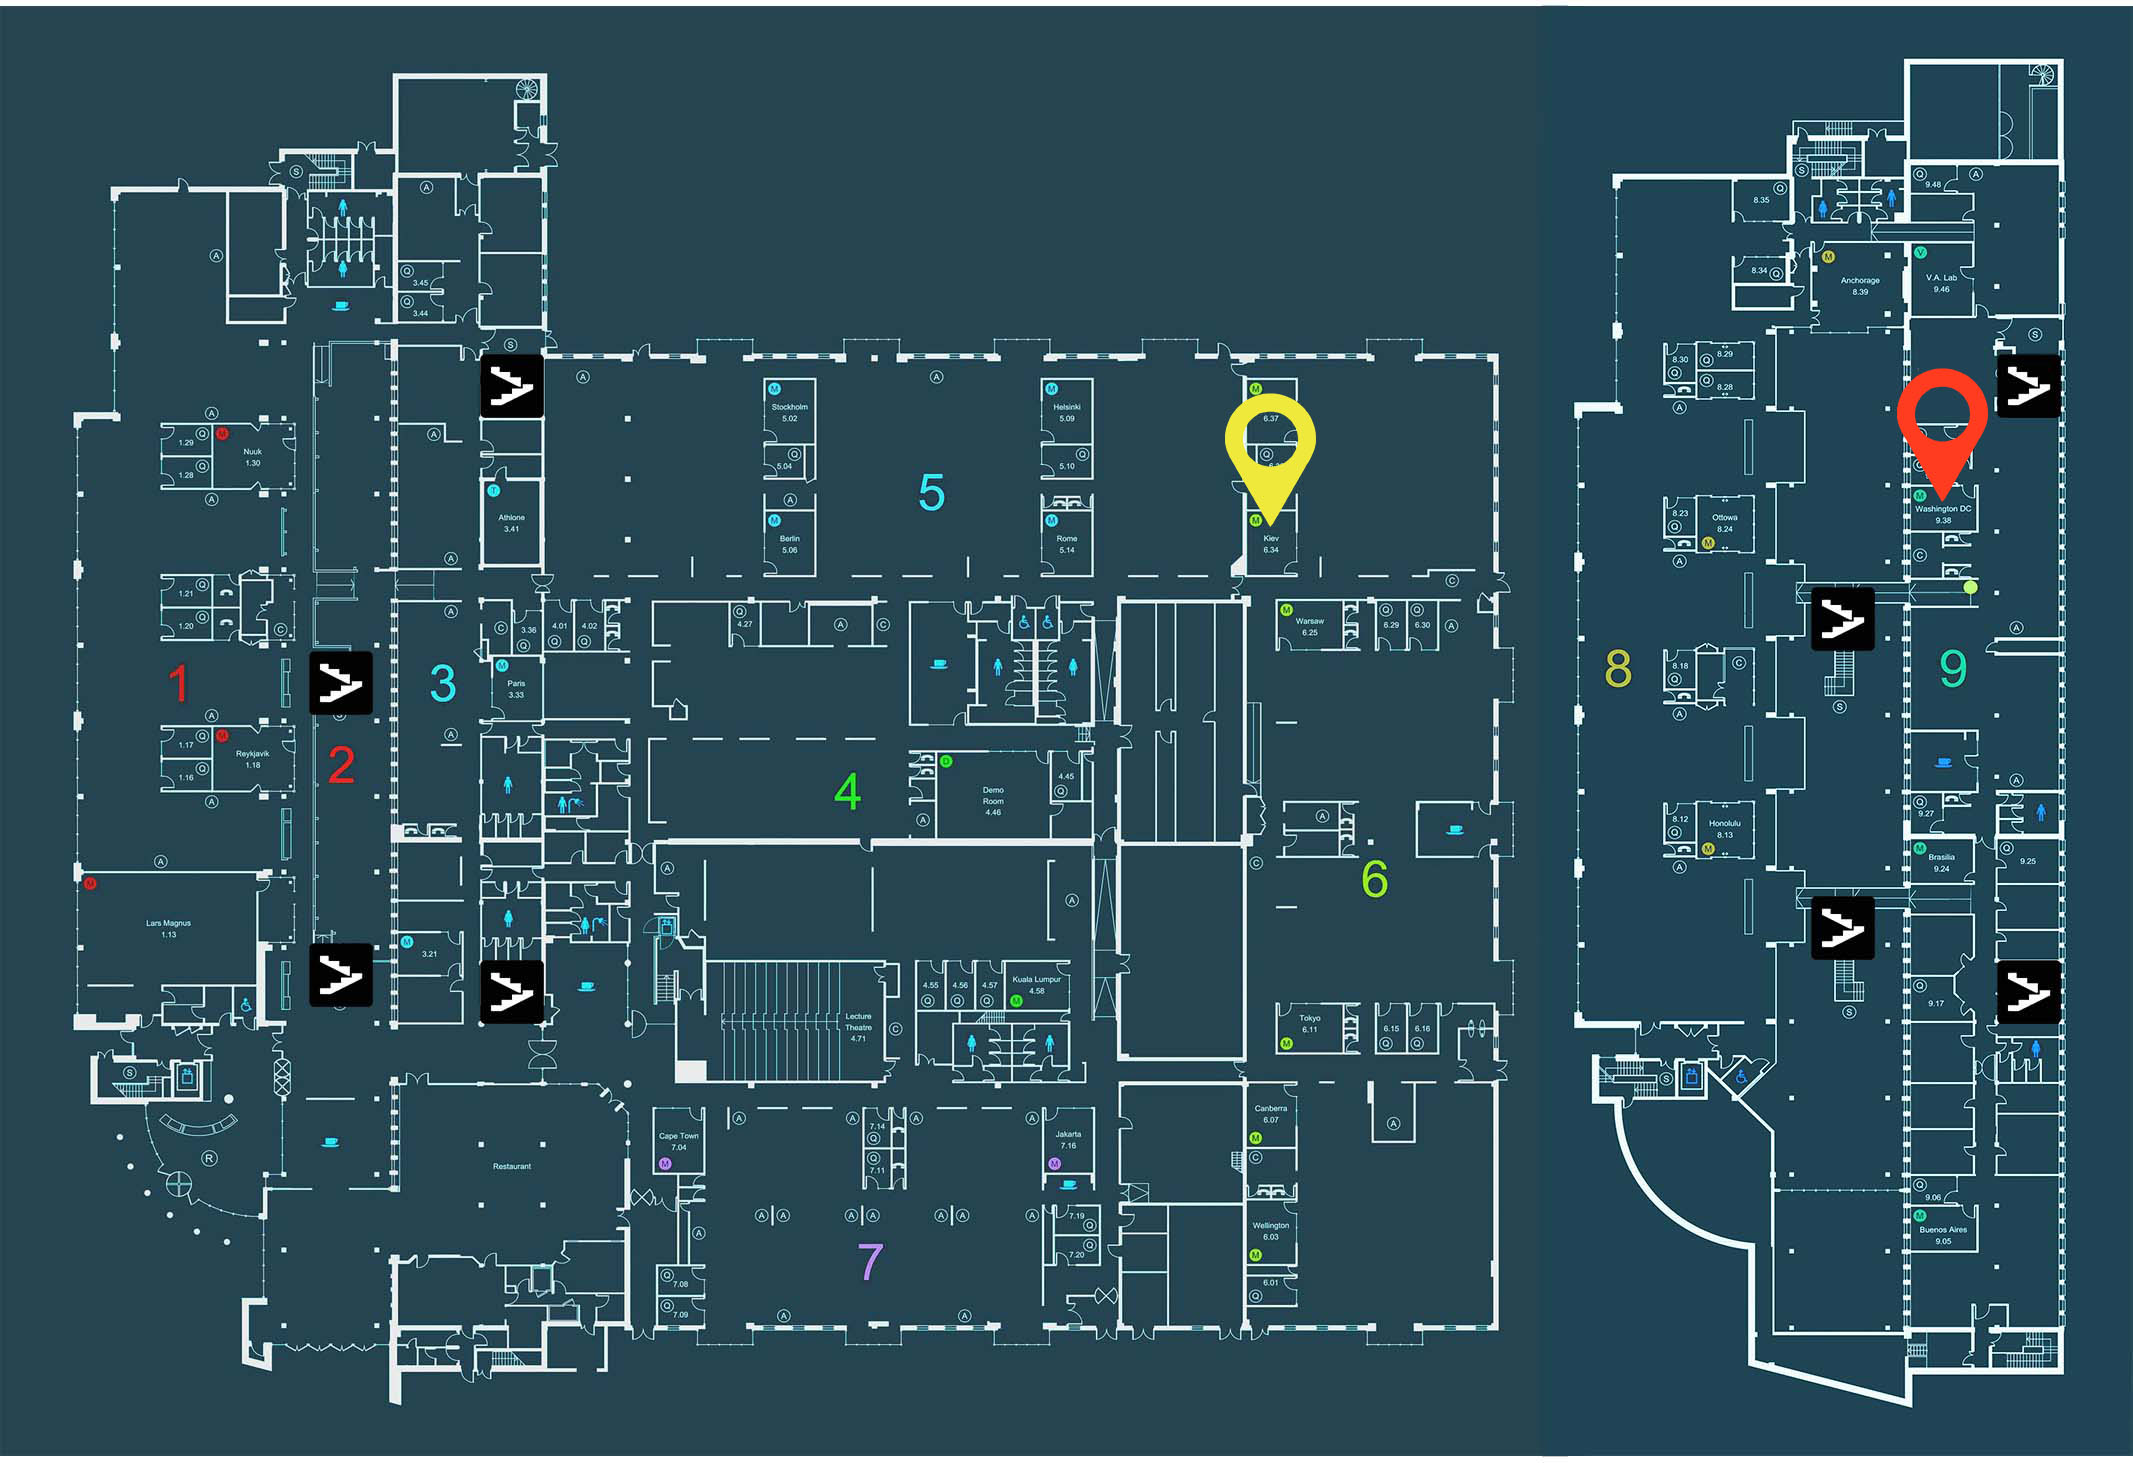 S
A
A
Q
3.45
Q
3.44
S
A
A
A
1.29
Q
M
Nuuk
1.30
1.28
Q
A
A
T
Athlone
3.41
A
M
Stockholm
5.02
Q
5.04
A
M
Berlin
5.06
5
M
Helsinki
5.09
Q
5.10
M
Rome
5.14
M
6.37
M
Kiev
6.34
C
1.21
Q
1.20
Q
C
A
C
3.36
Q
4.01
Q
4.02
Q
Q
4.27
A
C
M
Warsaw
6.25
6.29
Q
6.30
Q
A
1
3
M
Paris
3.33
A
A
1.17
Q
M
Reykjavik
1.18
1.16
Q
A
2
4
D
Demo
Room
4.46
4.45
Q
A
A
A
M
Lars Magnus
1.13
M
3.21
A
A
C
6
4.55
Q
4.56
Q
4.57
Q
Kuala Lumpur
4.58
M
Lecture
Theatre
4.71
C
Tokyo
6.11
M
6.15
Q
6.16
Q
S
R
Restaurant
Cape Town
7.04
M
A
A
7.14
Q
7.11
Q
A
A
Jakarta
7.16
M
Canberra
6.07
M
C
A
A
A
A
A
A
A
A
A
7.19
Q
7.20
Q
Wellington
6.03
M
7
Q
7.08
Q
7.09
A
A
6.01
Q
S
Q
8.35
Q
9.48
A
8.34
Q
M
Anchorage
8.39
V
V.A. Lab
9.46
S
8.30
Q
8.29
Q
8.28
Q
A
8.23
Q
Ottowa
8.24
M
A
M
Washington DC
9.38
C
A
8
8.18
Q
C
A
S
9
A
8.12
Q
Honolulu
8.13
M
A
Q
9.27
M
Brasilia
9.24
Q
9.25
Q
9.17
S
S
Q
9.06
M
Buenos Aires
9.05